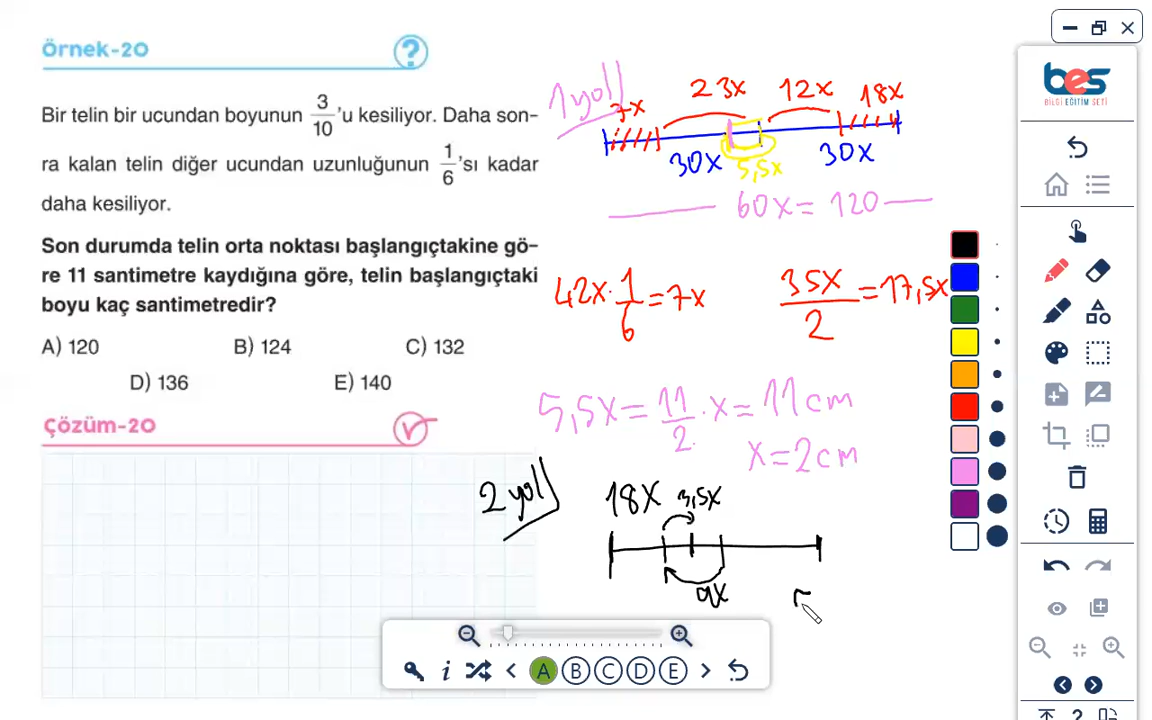 Örnek-20
?
Bir telin bir ucundan boyunun 3/10'u kesiliyor. Daha son-
ra kalan telin diğer ucundan uzunluğunun 1/6'sı kadar
daha kesiliyor.
Son durumda telin orta noktası başlangıçtakine gö-
re 11 santimetre kaydığına göre, telin başlangıçtaki
boyu kaç santimetredir?
A) 120
B) 124
C) 132
D) 136
E) 140
Çözüm-20
1 yol
7x
23x
12x
18x
30x
5,5x
30x
60x = 120
42x · 1/6 = 7x
35x/2 = 17,5x
5,5x = 11/2 · x = 11cm
x = 2cm
2 yol
18x
3,5x
9x
bes
BİLGİ EĞİTİM SETİ
i
A
B
C
D
E
2